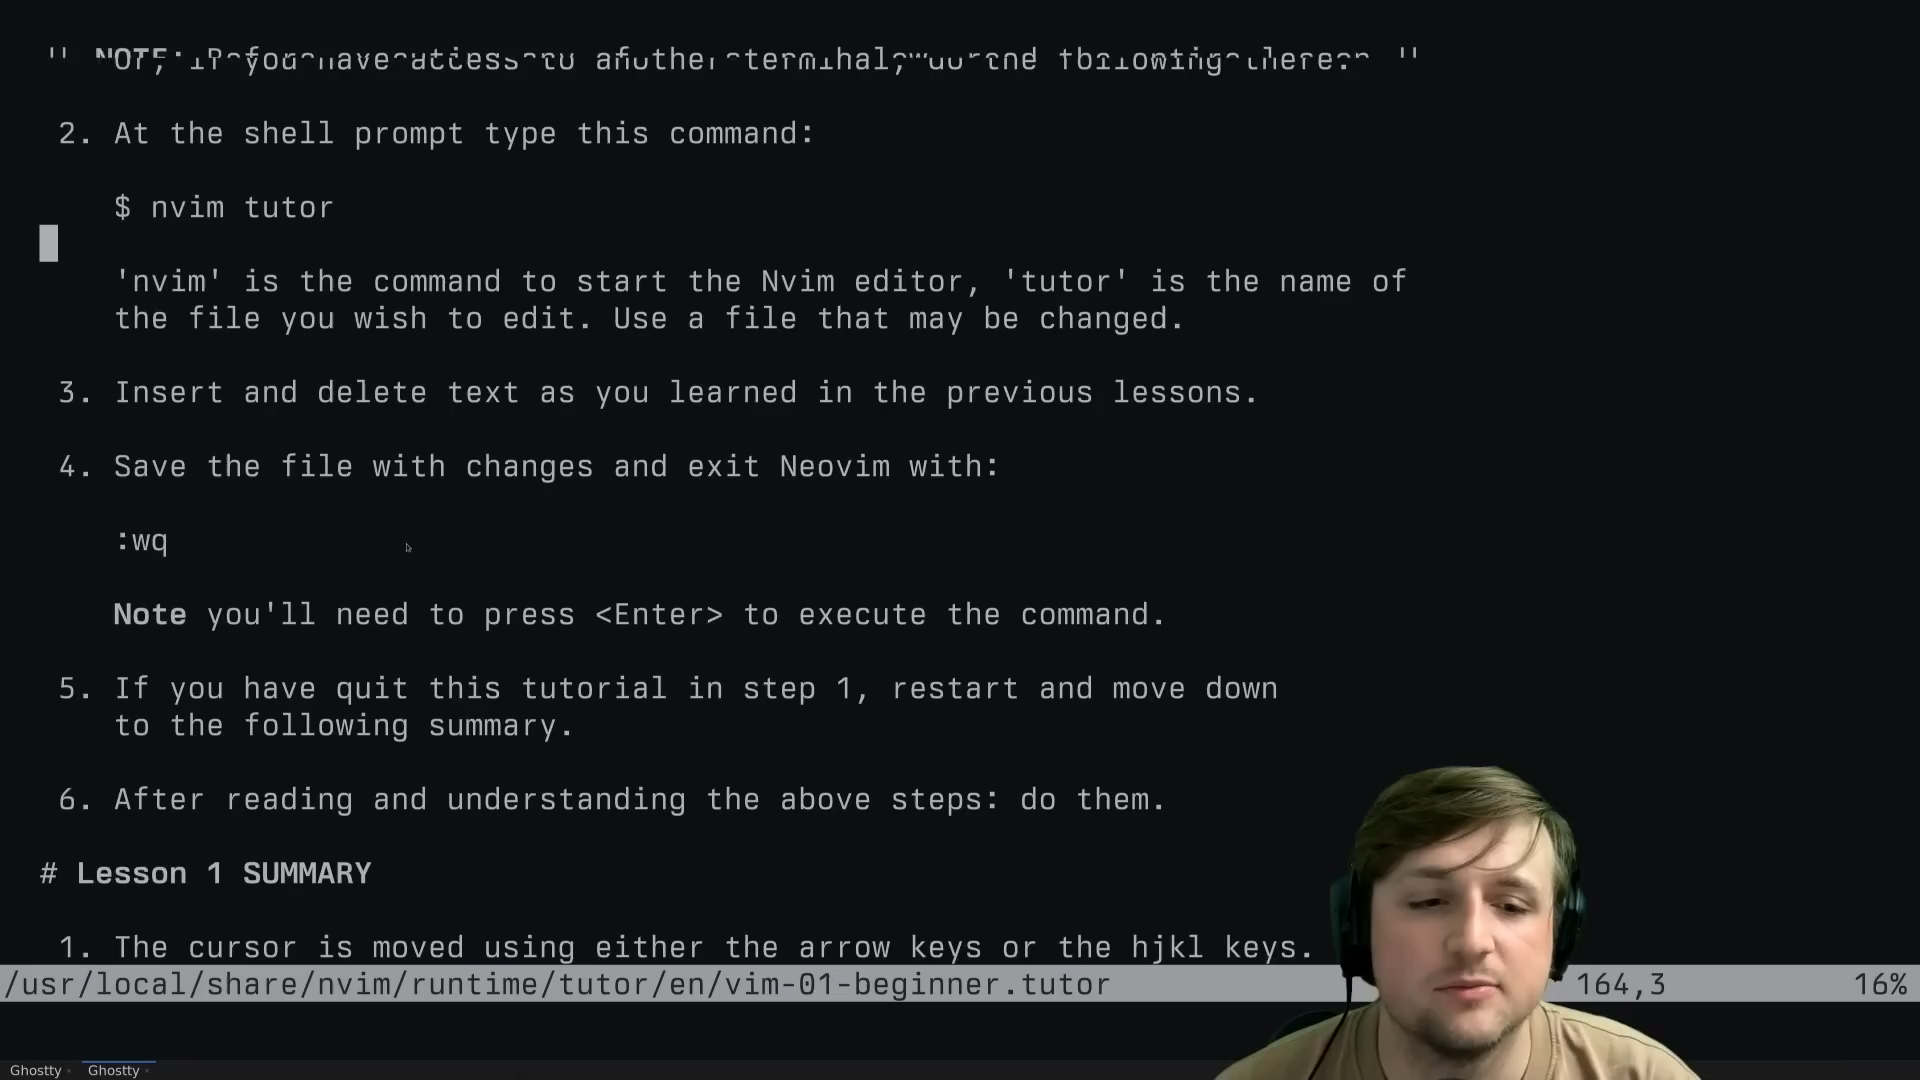 2. At the shell prompt type this command:
$ nvim tutor
'nvim' is the command to start the Nvim editor, 'tutor' is the name of
the file you wish to edit. Use a file that may be changed.
3. Insert and delete text as you learned in the previous lessons.
4. Save the file with changes and exit Neovim with:
:wq
Note you'll need to press <Enter> to execute the command.
5. If you have quit this tutorial in step 1, restart and move down
to the following summary.
6. After reading and understanding the above steps: do them.
# Lesson 1 SUMMARY
1. The cursor is moved using either the arrow keys or the hjkl keys.
/usr/local/share/nvim/runtime/tutor/en/vim-01-beginner.tutor 164,3 16%
Ghostty Ghostty